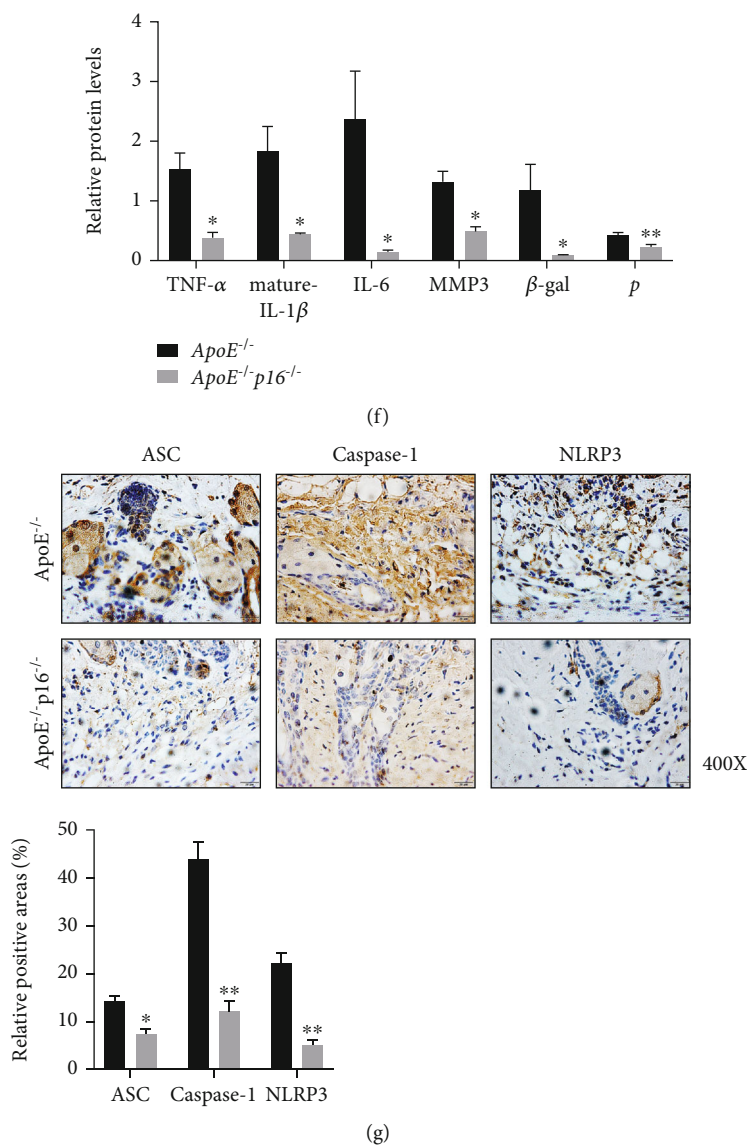 4
3
2
1
0
Relative protein levels
* * * * * **
TNF-α mature-IL-1β IL-6 MMP3 β-gal p
ApoE-/-
ApoE-/-p16-/-
(f)
ASC Caspase-1 NLRP3
ApoE-/-
ApoE-/-p16-/-
400X
50
40
30
20
10
0
Relative positive areas (%)
* ** **
ASC Caspase-1 NLRP3
(g)